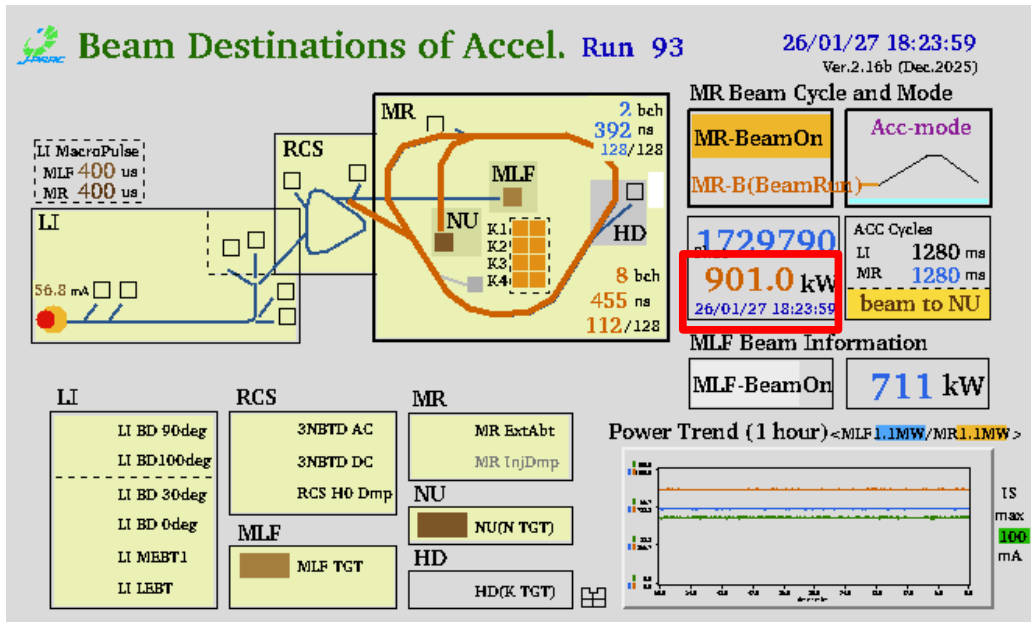 Beam Destinations of Accel. Run 93
26/01/27 18:23:59
Ver.2.16b (Dec.2025)
MR Beam Cycle and Mode
MR-BeamOn
MR-B(BeamRun)
Acc-mode
LI MacroPulse
MLF 400 us
MR 400 us
LI
56.8 mA
RCS
MR
2 bch
392 ns
128/128
MLF
NU
HD
K1
K2
K3
K4
8 bch
455 ns
112/128
1729790
901.0 kW
26/01/27 18:23:59
ACC Cycles
LI 1280 ms
MR 1280 ms
beam to NU
MLF Beam Information
MLF-BeamOn
711 kW
LI
LI BD 90deg
LI BD100deg
LI BD 30deg
LI BD 0deg
LI MEBT1
LI LEBT
RCS
3NBTD AC
3NBTD DC
RCS H0 Dmp
MLF
MLF TGT
MR
MR ExtAbt
MR InjDmp
NU
NU(N TGT)
HD
HD(K TGT)
Power Trend (1 hour)<MLF1.1MW/MR1.1MW>
IS
max
100
mA